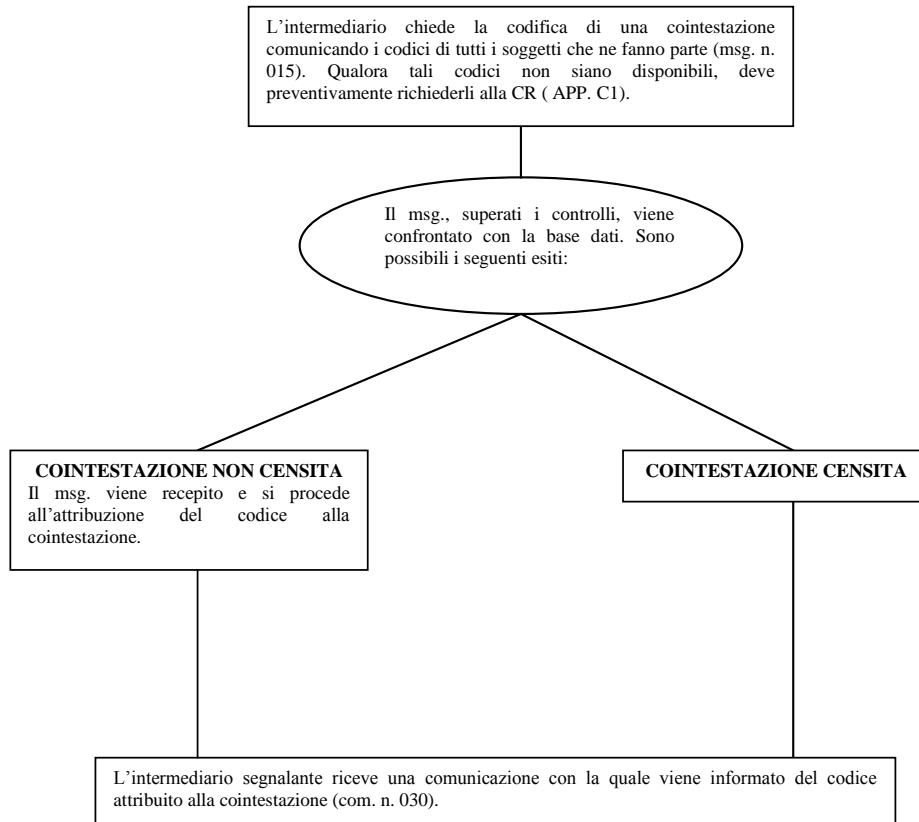 L'intermediario chiede la codifica di una cointestazione
comunicando i codici di tutti i soggetti che ne fanno parte (msg. n.
015). Qualora tali codici non siano disponibili, deve
preventivamente richiederli alla CR ( APP. C1).
Il msg., superati i controlli, viene
confrontato con la base dati. Sono
possibili i seguenti esiti:
COINTESTAZIONE NON CENSITA
Il msg. viene recepito e si procede
all'attribuzione del codice alla
cointestazione.
COINTESTAZIONE CENSITA
L'intermediario segnalante riceve una comunicazione con la quale viene informato del codice
attribuito alla cointestazione (com. n. 030).